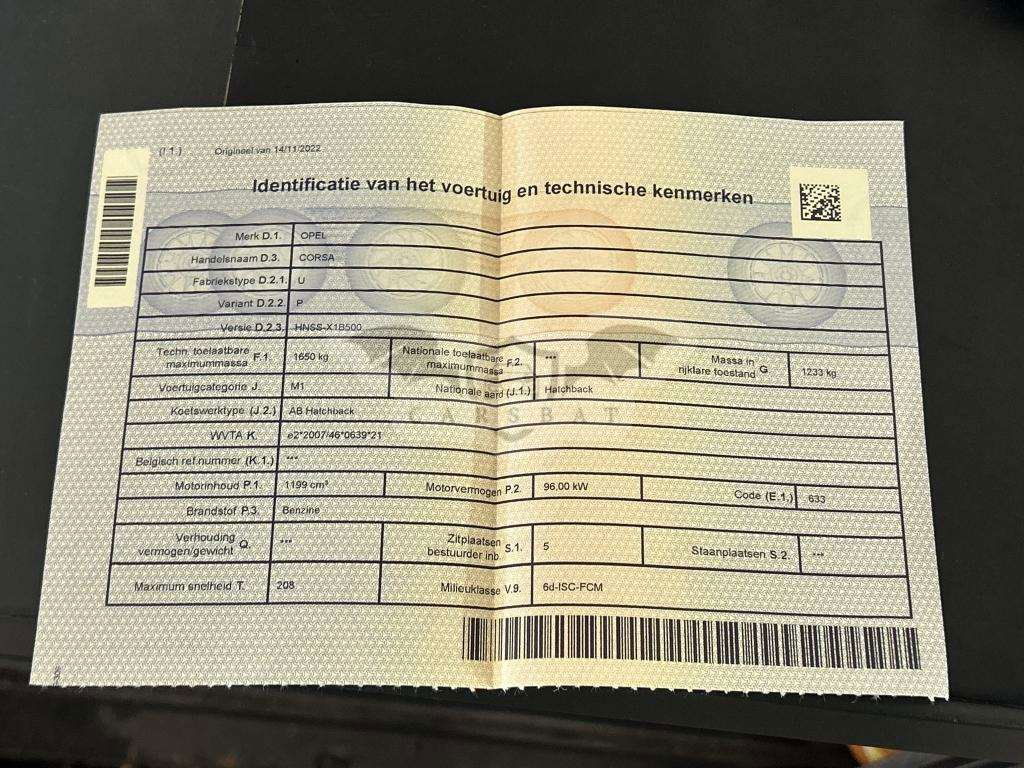 (I.1.) Origineel van 14/11/2022
Identificatie van het voertuig en technische kenmerken
Merk D.1. OPEL
Handelsnaam D.3. CORSA
Fabriekstype D.2.1. U
Variant D.2.2. P
Versie D.2.3. HNSS-X1B500
Techn. toelaatbare maximummassa F.1. 1650 kg Nationale toelaatbare maximummassa F.2. *** Massa in rijklare toestand G 1233 kg
Voertuigcategorie J. M1 Nationale aard (J.1.) Hatchback
Koetswerktype (J.2.) AB Hatchback
CARSBAT
WVTA K. e2*2007/46*0639*21
Belgisch ref.nummer (K.1.) ***
Motorinhoud P.1. 1199 cm³ Motorvermogen P.2. 96.00 kW Code (E.1.) 633
Brandstof P.3. Benzine
Verhouding vermogen/gewicht Q. *** Zitplaatsen bestuurder inb. S.1. 5 Staanplaatsen S.2. ***
Maximum snelheid T. 208 Milieuklasse V.9. 6d-ISC-FCM